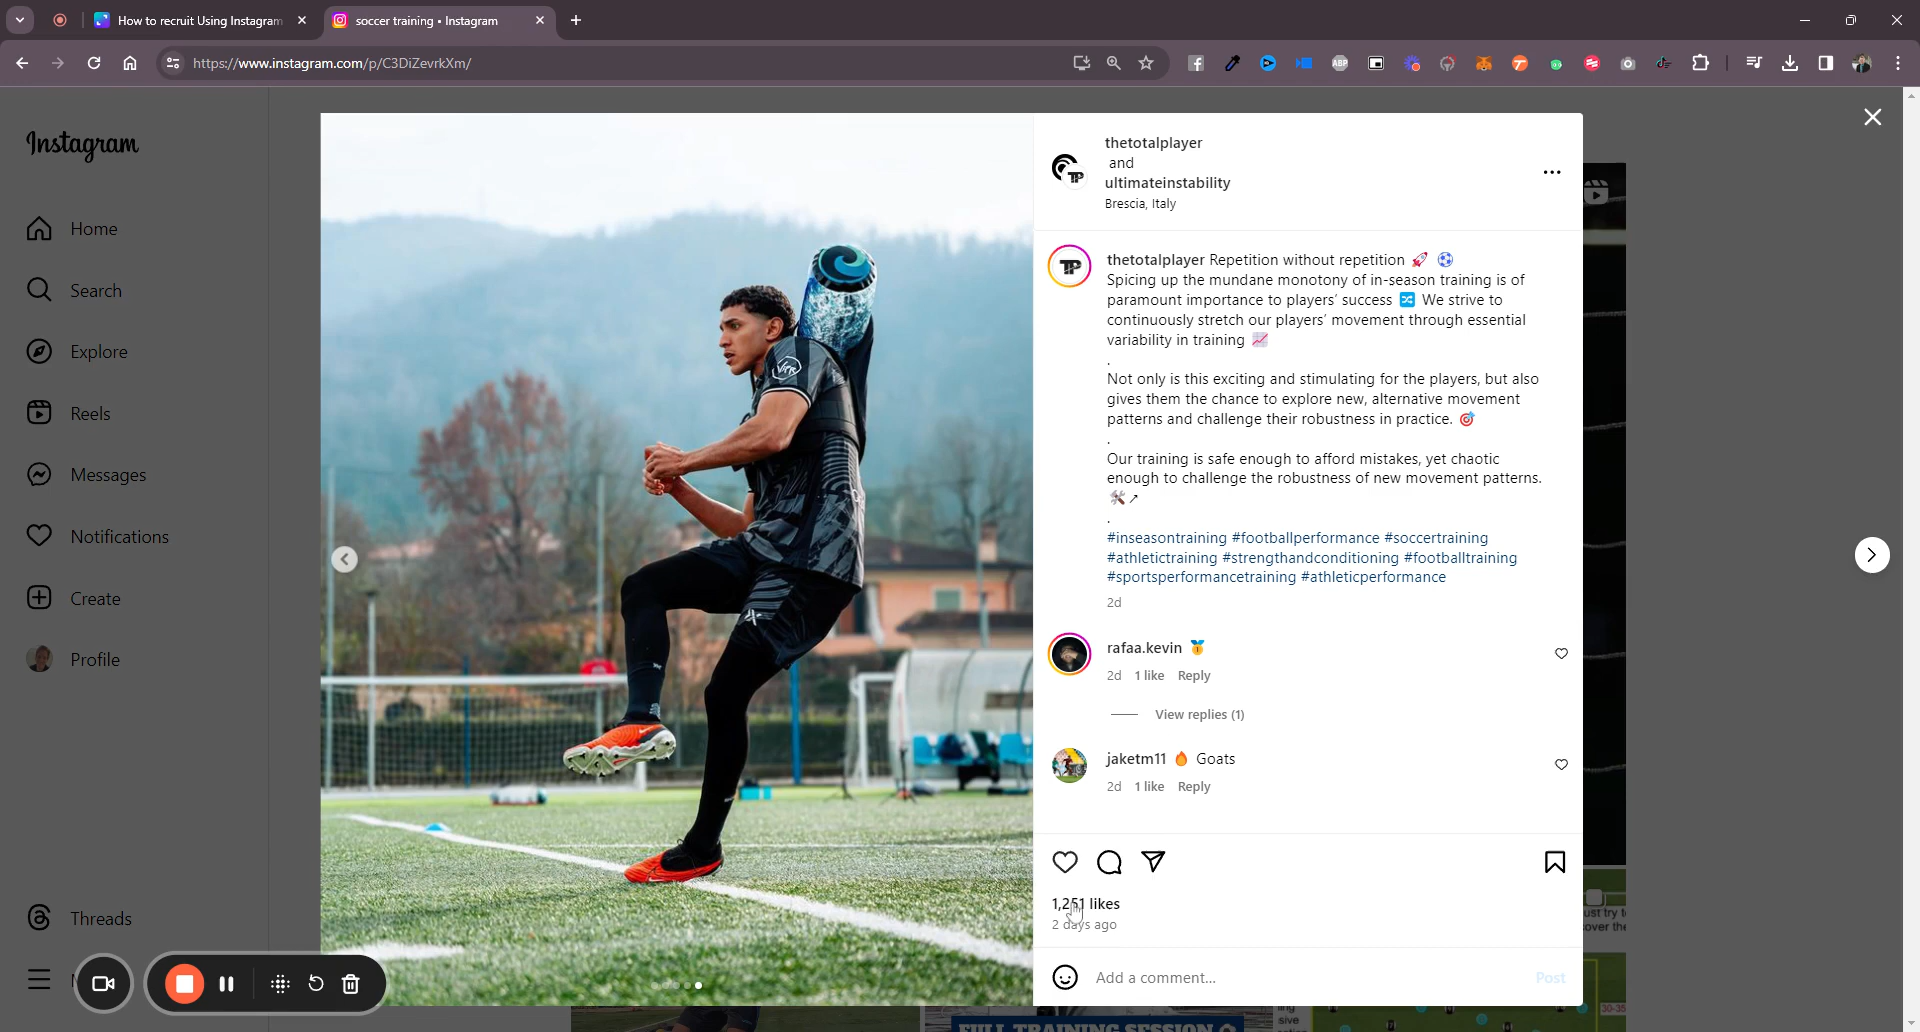 How to recruit Using Instagram
soccer training • Instagram
https://www.instagram.com/p/C3DiZevrkXm/
ABP
Instagram
Home
Search
Explore
Reels
Messages
Notifications
Create
Profile
Threads
thetotalplayer
and
ultimateinstability
Brescia, Italy
TP
thetotalplayer Repetition without repetition 🚀 ⚽
Spicing up the mundane monotony of in-season training is of
paramount importance to players' success 🔀 We strive to
continuously stretch our players' movement through essential
variability in training 📈
.
Not only is this exciting and stimulating for the players, but also
gives them the chance to explore new, alternative movement
patterns and challenge their robustness in practice. 🎯
.
Our training is safe enough to afford mistakes, yet chaotic
enough to challenge the robustness of new movement patterns.
🛠️↗
.
#inseasontraining #footballperformance #soccertraining
#athletictraining #strengthandconditioning #footballtraining
#sportsperformancetraining #athleticperformance
2d
rafaa.kevin 🥇
2d 1 like Reply
View replies (1)
jaketm11 🔥 Goats
2d 1 like Reply
1,251 likes
2 days ago
Add a comment...
Post
FULL TRAINING SESSION